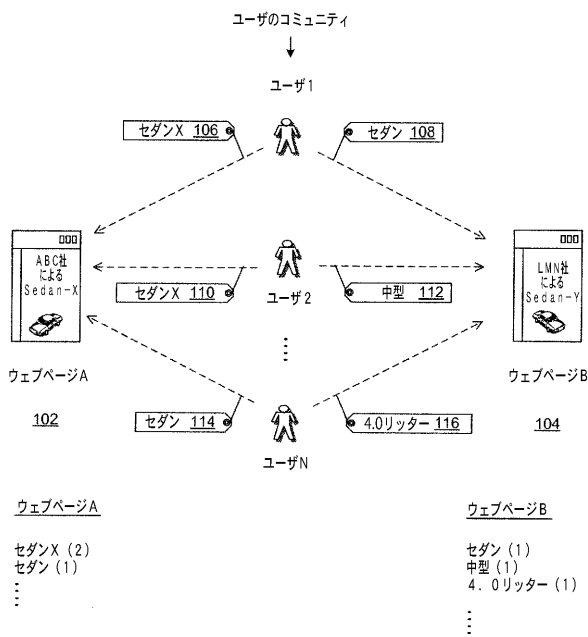 ユーザのコミュニティ
ユーザ1
セダンX 106
セダン 108
ABC社
による
Sedan-X
セダンX 110
ユーザ2
中型 112
LMN社
による
Sedan-Y
ウェブページA
102
セダン 114
ユーザN
4.0リッター 116
ウェブページB
104
ウェブページA
セダンX (2)
セダン (1)
ウェブページB
セダン (1)
中型 (1)
4.0リッター (1)